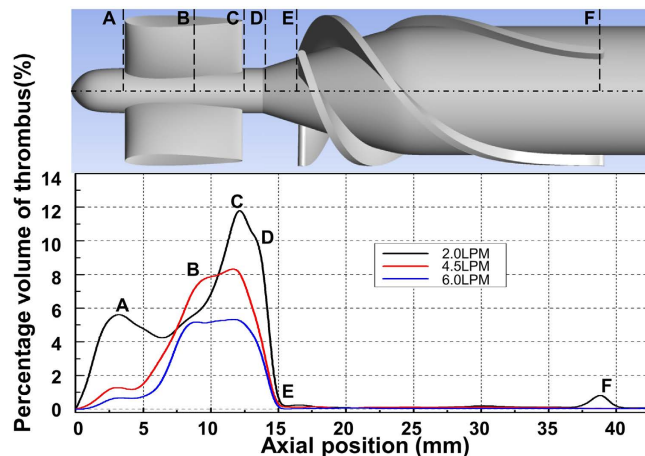 A B C D E F
Percentage volume of thrombus(%)
14
12
10
8
6
4
2
0
C
D
B
A
E
F
2.0LPM
4.5LPM
6.0LPM
0 5 10 15 20 25 30 35 40
Axial position (mm)